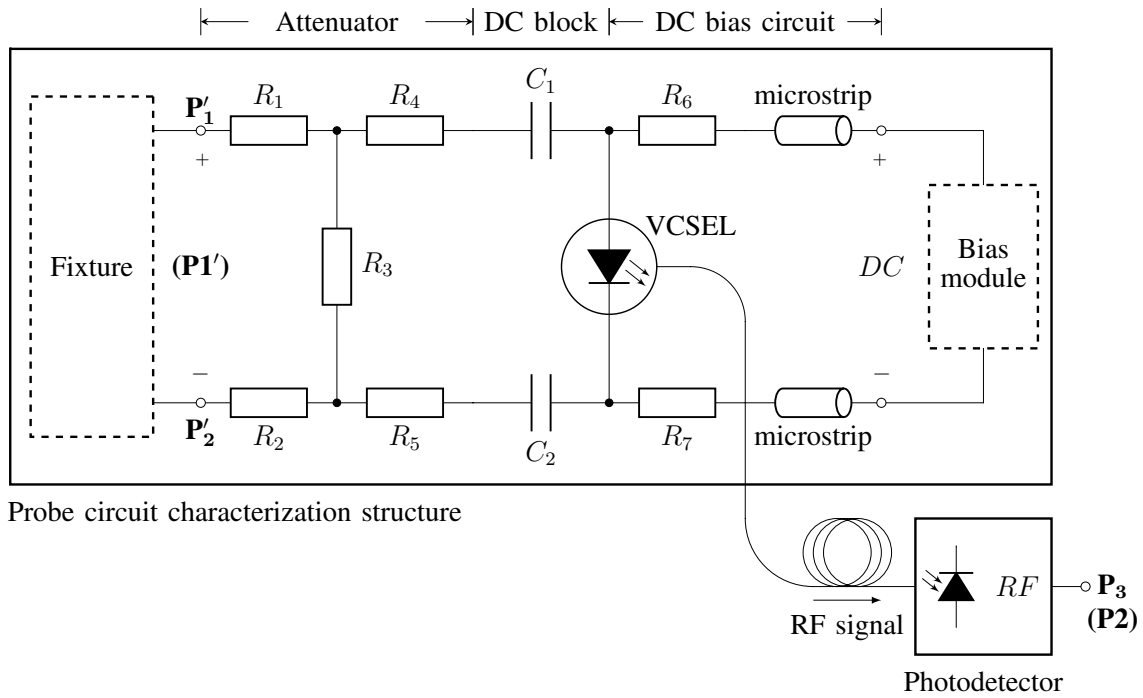 Attenuator DC block DC bias circuit
C₁
P′₁ R₁ R₄ R₆ microstrip
+ +
VCSEL
Fixture (P1′) R₃ DC Bias
module
− −
P′₂ R₂ R₅ C₂ R₇ microstrip
Probe circuit characterization structure
RF P₃
(P2)
RF signal
Photodetector